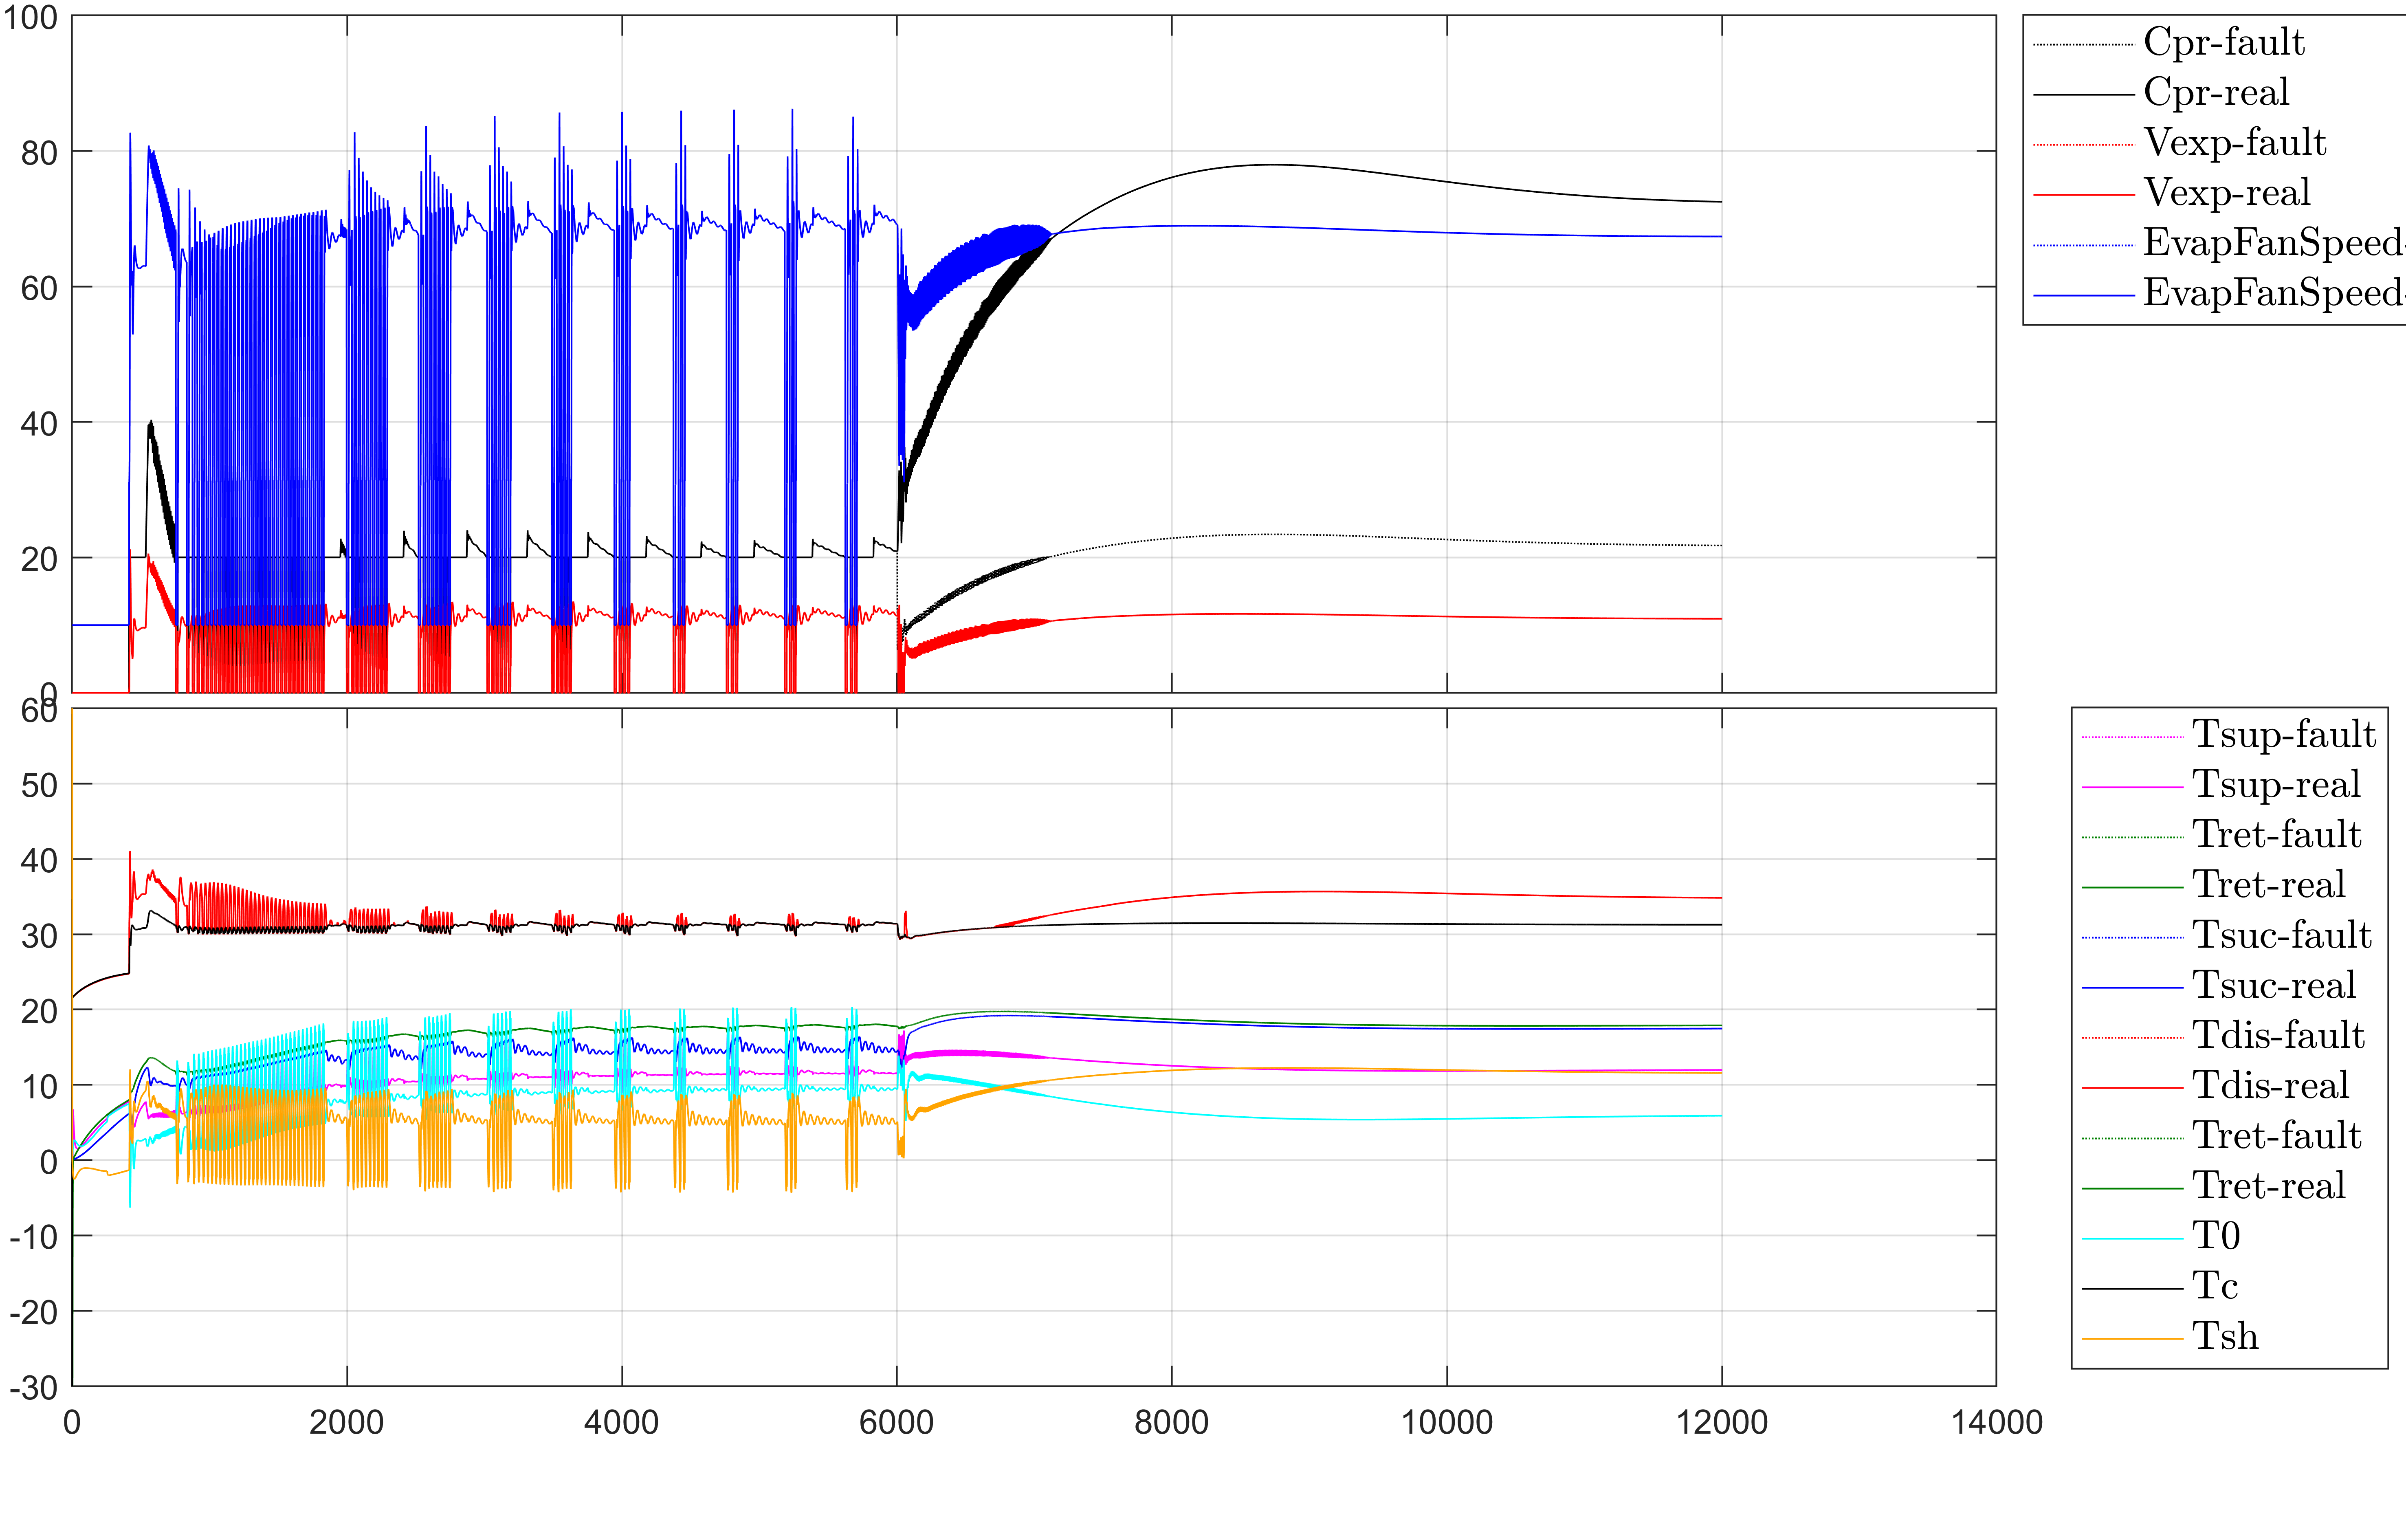 100
80
60
40
20
0
Cpr-fault
Cpr-real
Vexp-fault
Vexp-real
EvapFanSpeed-
EvapFanSpeed-
60
50
40
30
20
10
0
-10
-20
-30
0 2000 4000 6000 8000 10000 12000 14000
Tsup-fault
Tsup-real
Tret-fault
Tret-real
Tsuc-fault
Tsuc-real
Tdis-fault
Tdis-real
Tret-fault
Tret-real
T0
Tc
Tsh